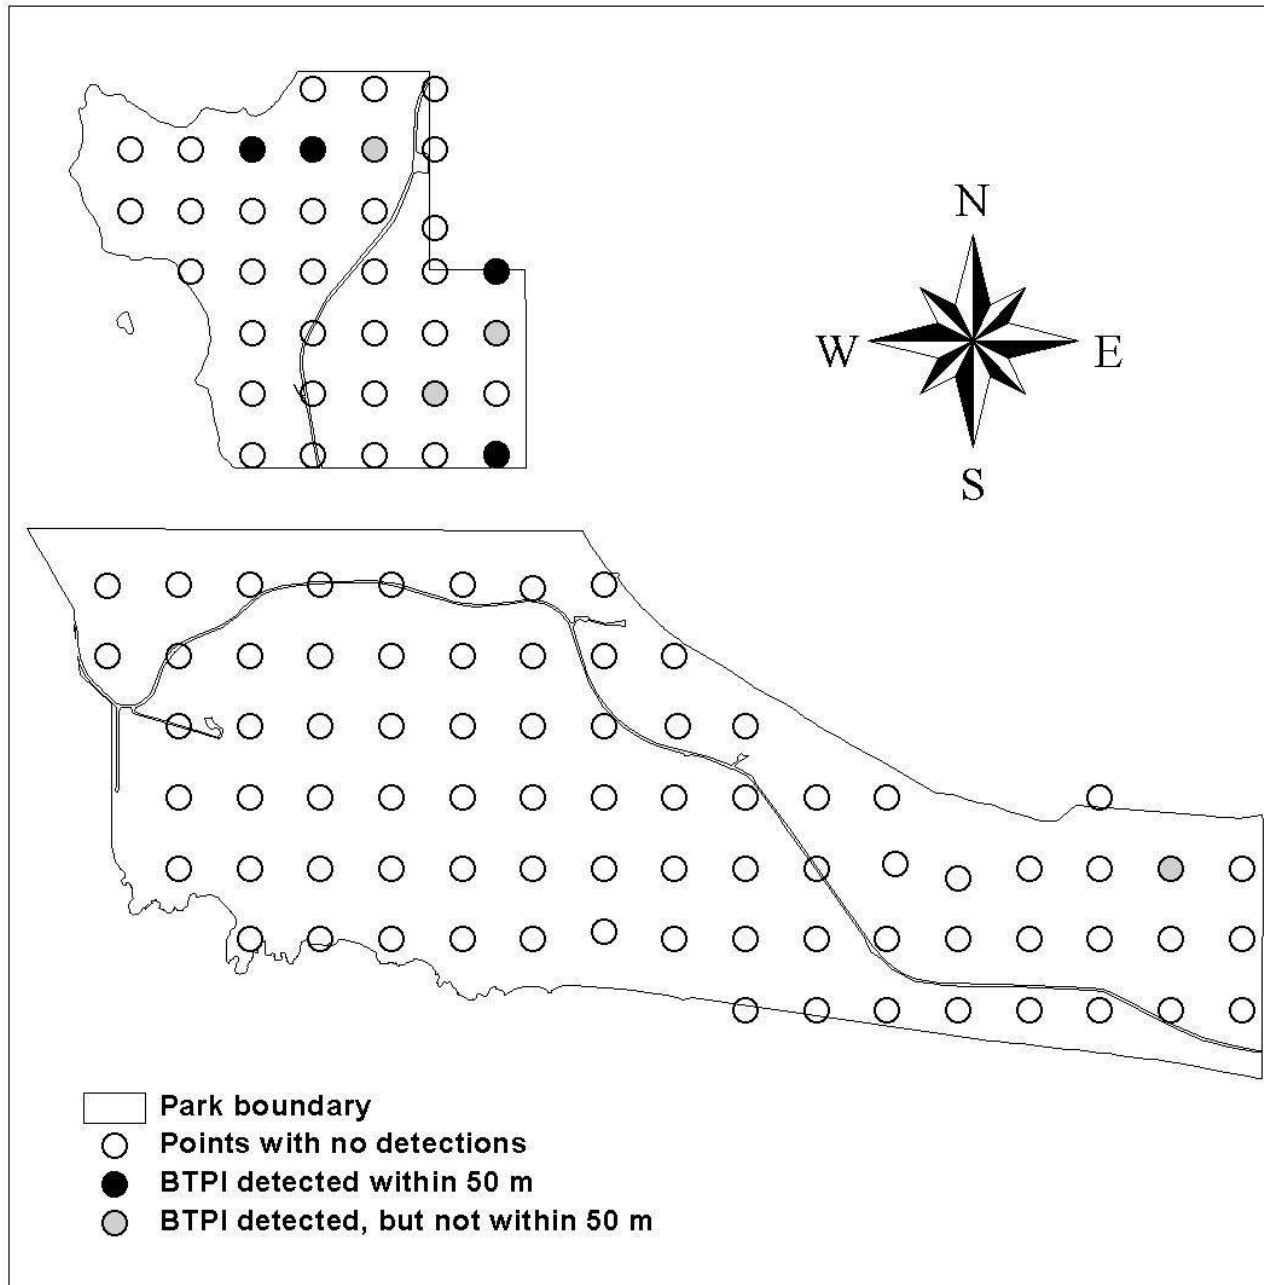 N
W
E
S
Park boundary
Points with no detections
BTPI detected within 50 m
BTPI detected, but not within 50 m